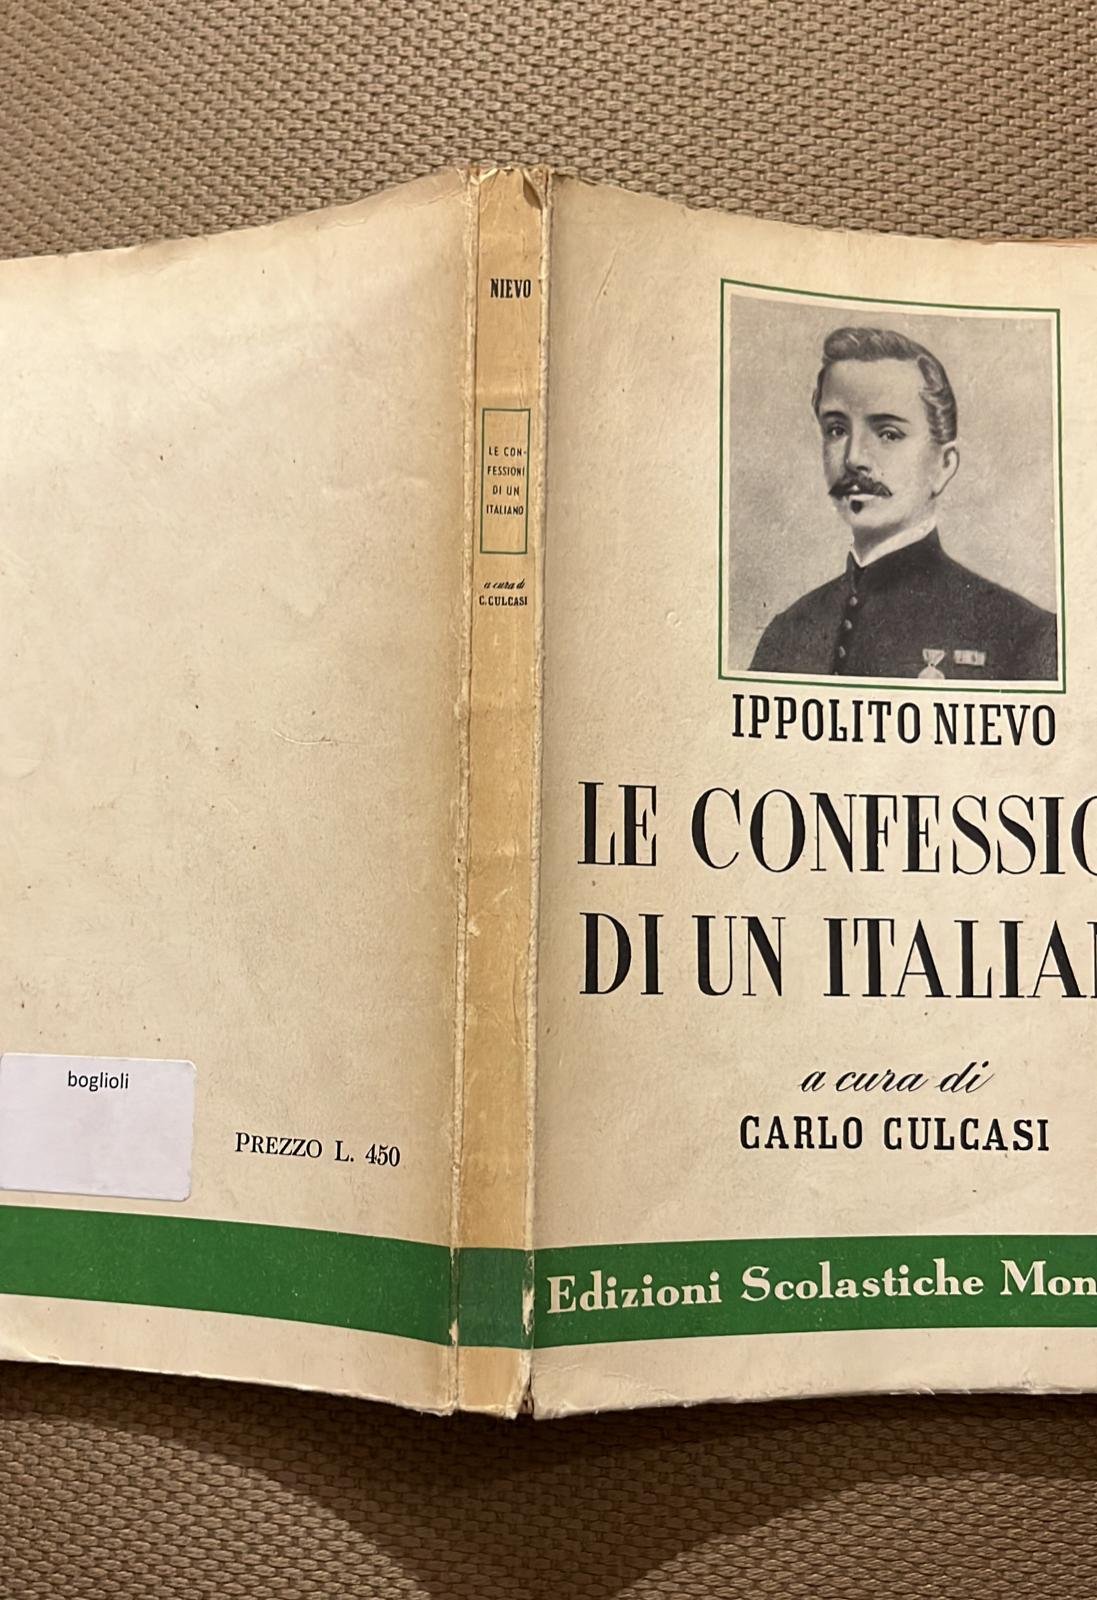 NIEVO
LE CON-
FESSIONI
DI UN
ITALIANO
a cura di
C. CULCASI
IPPOLITO NIEVO
LE CONFESSIO
DI UN ITALIAN
a cura di
CARLO CULCASI
Edizioni Scolastiche Mon
boglioli
PREZZO L. 450